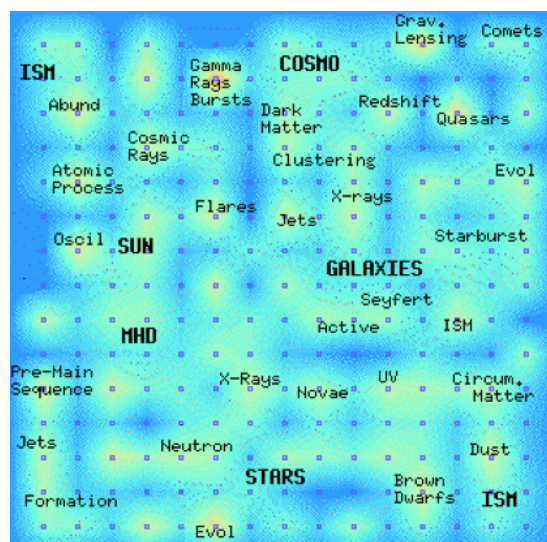 Grav.
Lensing
Comets
ISM
Gamma
Rays
Bursts
COSMO
Abund
Dark
Matter
Redshift
Quasars
Cosmic
Rays
Clustering
Atomic
Process
X-rays
Evol
Flares
Jets
Oscil
SUN
Starburst
GALAXIES
Seyfert
MHD
Active
ISM
Pre-Main
Sequence
X-Rays
Novae
UV
Circum.
Matter
Jets
Neutron
Dust
STARS
Brown
Dwarfs
ISM
Formation
Evol